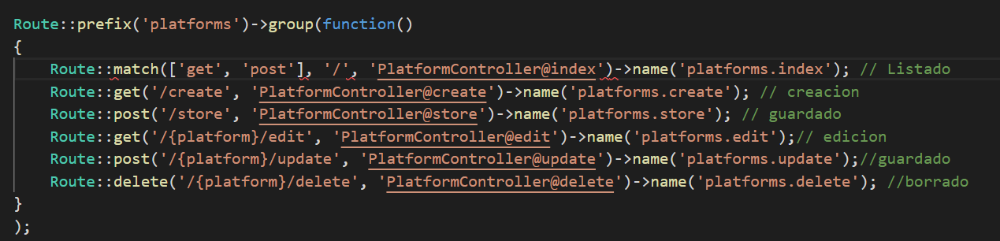 Route::prefix('platforms')->group(function()
{
    Route::match(['get', 'post'], '/', 'PlatformController@index')->name('platforms.index'); // Listado
    Route::get('/create', 'PlatformController@create')->name('platforms.create'); // creacion
    Route::post('/store', 'PlatformController@store')->name('platforms.store'); // guardado
    Route::get('/{platform}/edit', 'PlatformController@edit')->name('platforms.edit');// edicion
    Route::post('/{platform}/update', 'PlatformController@update')->name('platforms.update');//guardado
    Route::delete('/{platform}/delete', 'PlatformController@delete')->name('platforms.delete'); //borrado
}
);